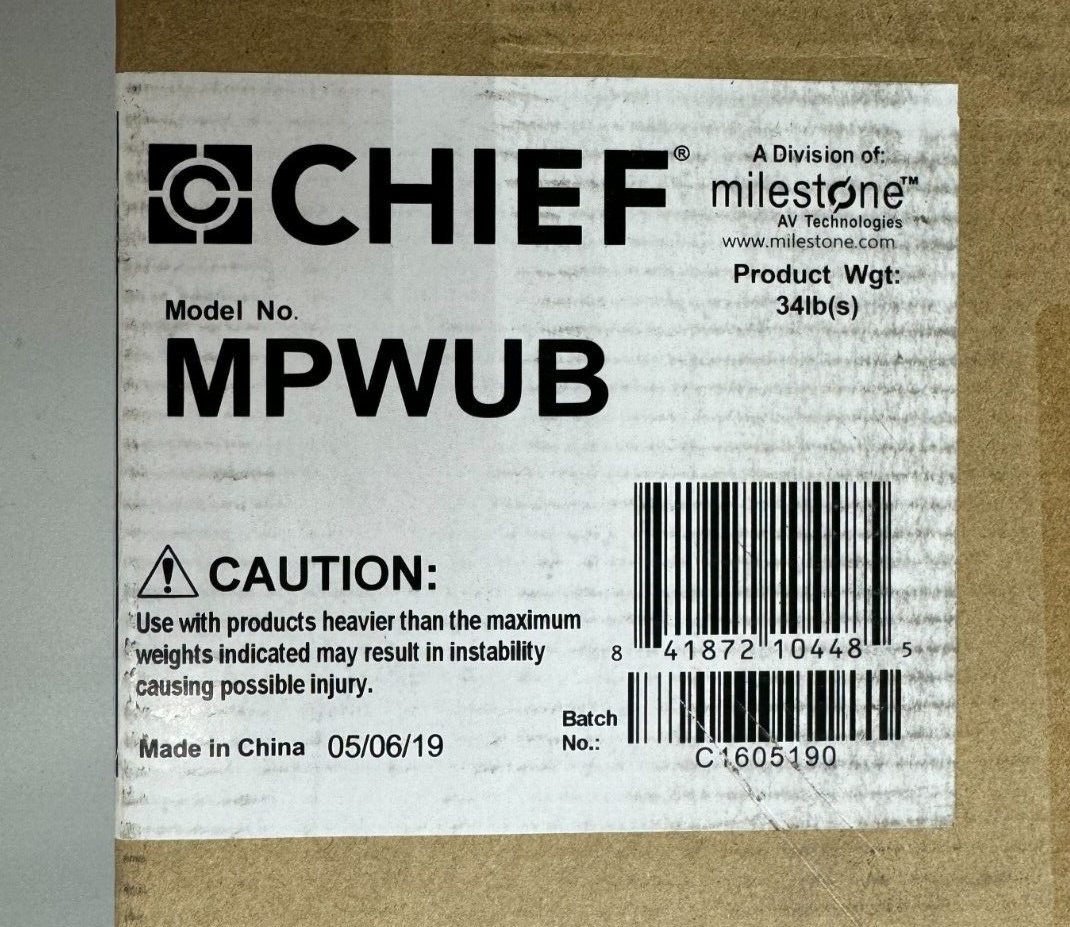 CHIEF®
A Division of:
milestone™
AV Technologies
www.milestone.com
Product Wgt:
34lb(s)
Model No.
MPWUB
CAUTION:
Use with products heavier than the maximum
weights indicated may result in instability
causing possible injury.
Made in China 05/06/19
8 41872 10448 5
Batch
No.:
C1605190